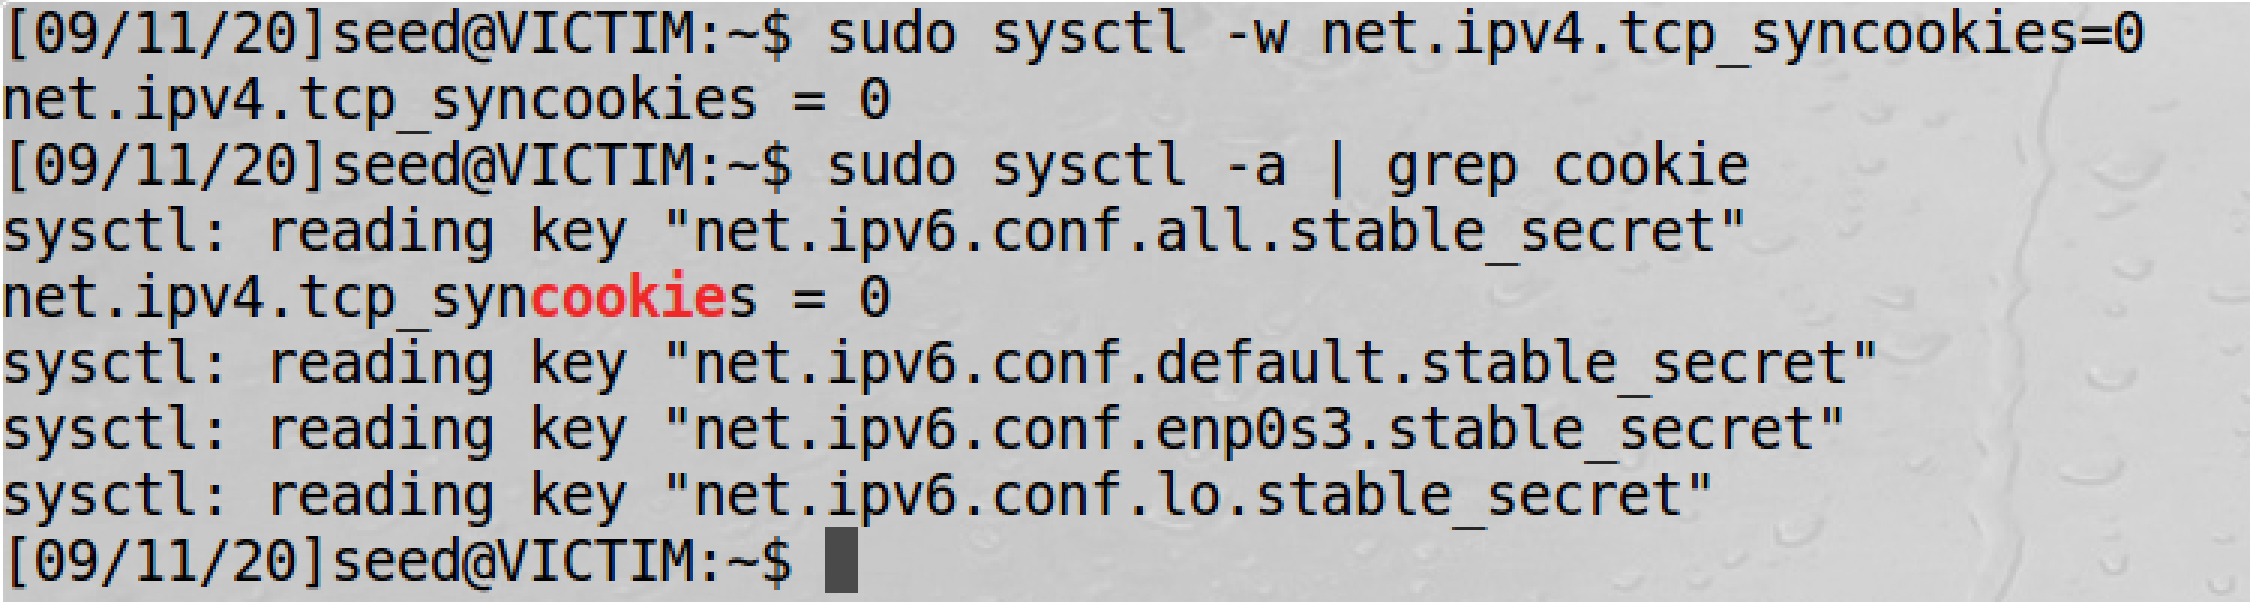 [09/11/20]seed@VICTIM:~$ sudo sysctl -w net.ipv4.tcp_syncookies=0
net.ipv4.tcp_syncookies = 0
[09/11/20]seed@VICTIM:~$ sudo sysctl -a | grep cookie
sysctl: reading key "net.ipv6.conf.all.stable_secret"
net.ipv4.tcp_syncookies = 0
sysctl: reading key "net.ipv6.conf.default.stable_secret"
sysctl: reading key "net.ipv6.conf.enp0s3.stable_secret"
sysctl: reading key "net.ipv6.conf.lo.stable_secret"
[09/11/20]seed@VICTIM:~$